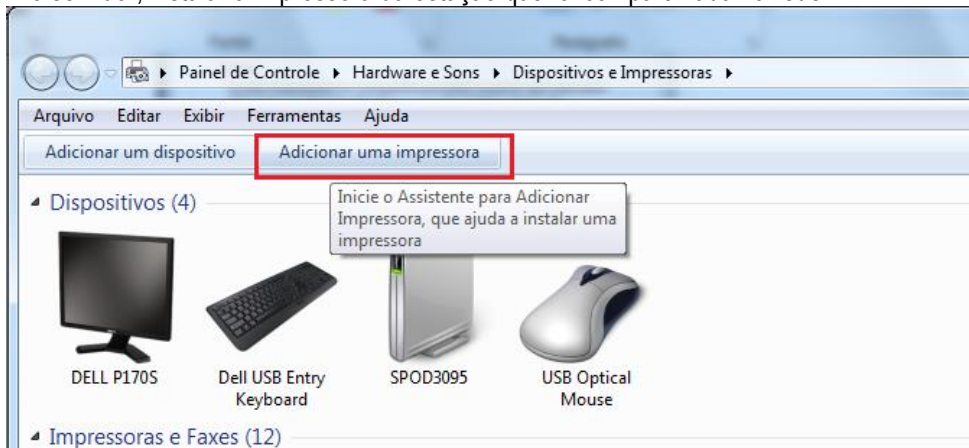 Painel de Controle ▸ Hardware e Sons ▸ Dispositivos e Impressoras ▸
Arquivo Editar Exibir Ferramentas Ajuda
Adicionar um dispositivo Adicionar uma impressora
Dispositivos (4)
Inicie o Assistente para Adicionar
Impressora, que ajuda a instalar uma
impressora
DELL P170S Dell USB Entry Keyboard SPOD3095 USB Optical Mouse
Impressoras e Faxes (12)